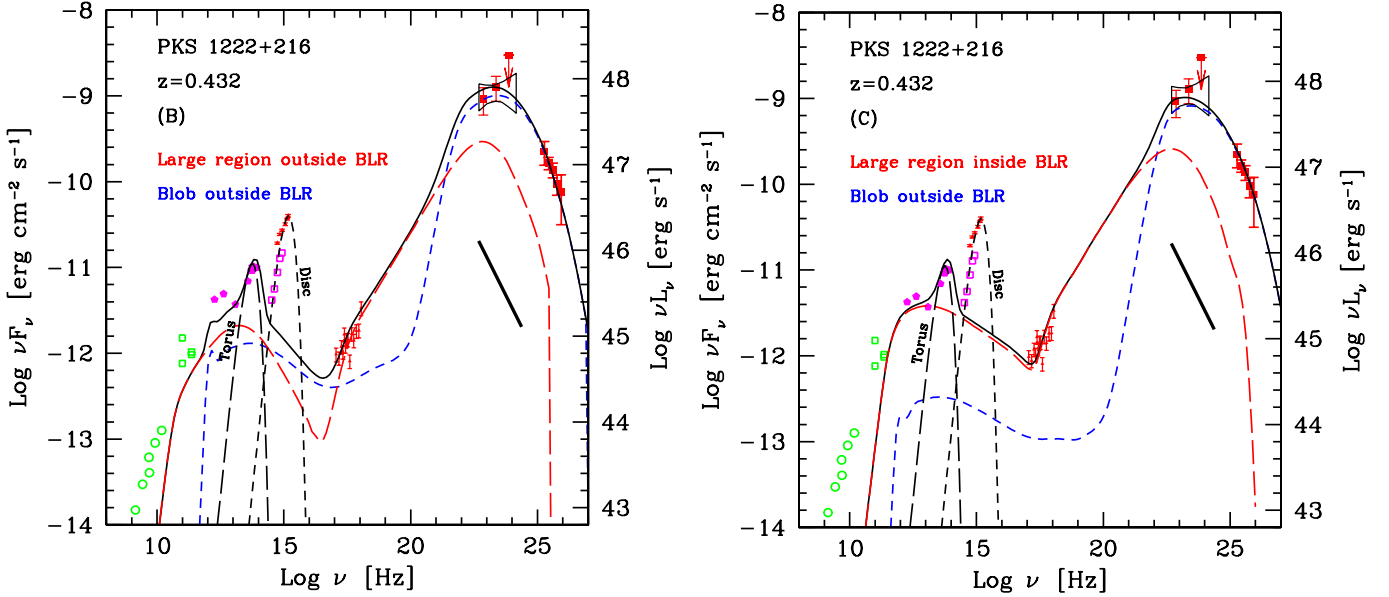 −8
−9
−10
−11
−12
−13
−14
Log νFν [erg cm−2 s−1]
PKS 1222+216
z=0.432
(B)
Large region outside BLR
Blob outside BLR
Torus
Disc
48
47
46
45
44
43
Log νLν [erg s−1]
10 15 20 25
Log ν [Hz]
−8
−9
−10
−11
−12
−13
−14
Log νFν [erg cm−2 s−1]
PKS 1222+216
z=0.432
(C)
Large region inside BLR
Blob outside BLR
Torus
Disc
48
47
46
45
44
43
Log νLν [erg s−1]
10 15 20 25
Log ν [Hz]